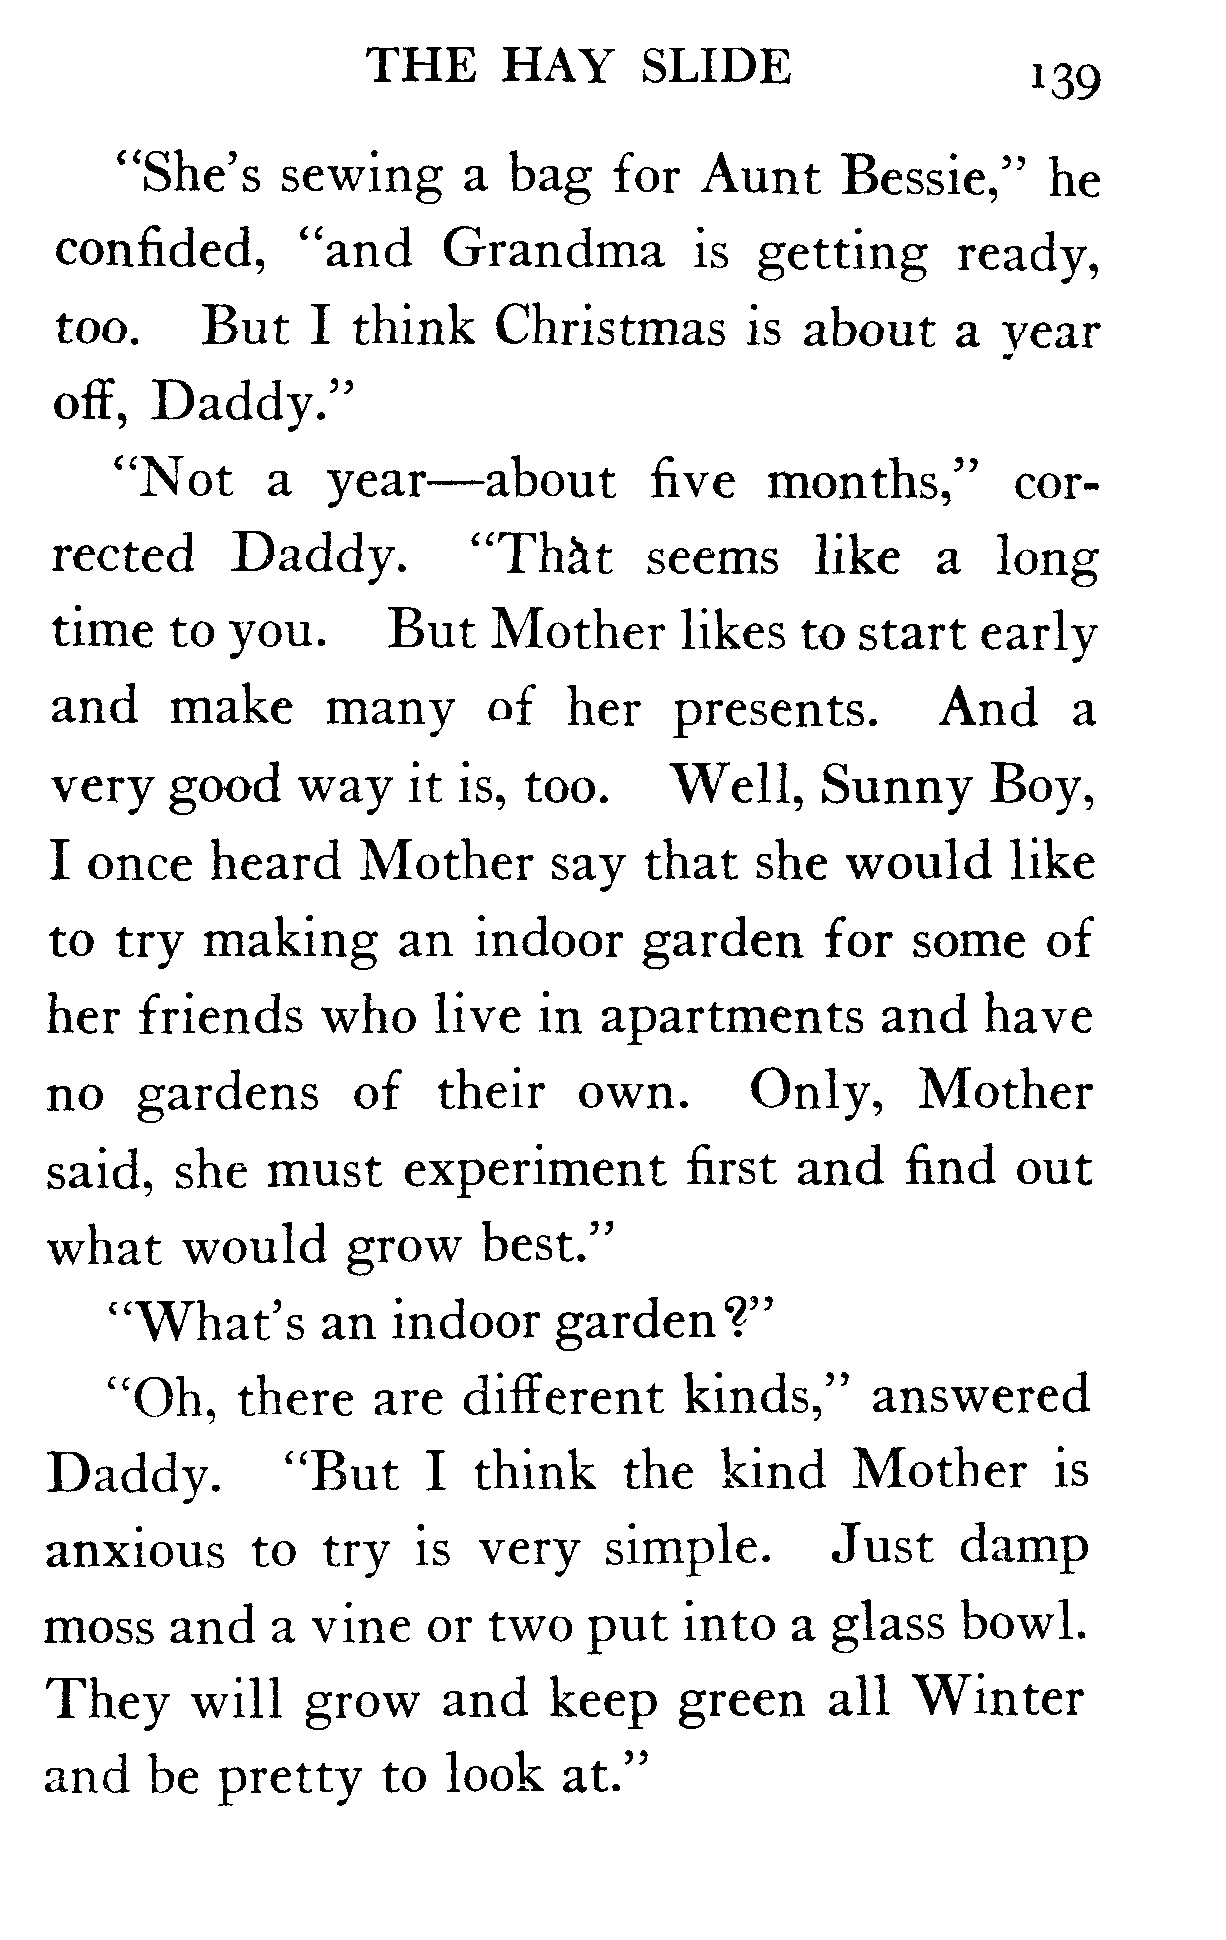 THE HAY SLIDE 139
"She's sewing a bag for Aunt Bessie," he
confided, "and Grandma is getting ready,
too. But I think Christmas is about a year
off, Daddy."
"Not a year—about five months," cor-
rected Daddy. "That seems like a long
time to you. But Mother likes to start early
and make many of her presents. And a
very good way it is, too. Well, Sunny Boy,
I once heard Mother say that she would like
to try making an indoor garden for some of
her friends who live in apartments and have
no gardens of their own. Only, Mother
said, she must experiment first and find out
what would grow best."
"What's an indoor garden?"
"Oh, there are different kinds," answered
Daddy. "But I think the kind Mother is
anxious to try is very simple. Just damp
moss and a vine or two put into a glass bowl.
They will grow and keep green all Winter
and be pretty to look at."